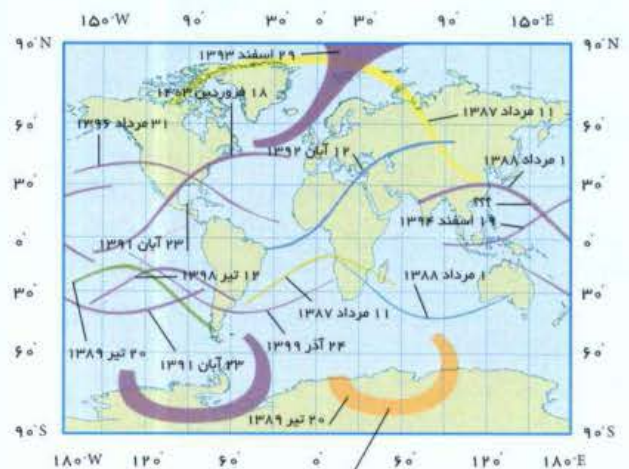 ۱۵۰°-W ۹۰° ۳۰° ۰° ۳۰° ۹۰° ۱۵۰°-E
۹۰°N ۹۰°N
۲۹ اسفند ۱۳۹۳
۱۸ فروردین ۱۴۰۳
۱۱ مرداد ۱۳۸۷
۶۰° ۶۰°
۳۱ مرداد ۱۳۹۶
۱۲ آبان ۱۳۹۲
۱ مرداد ۱۳۸۸
۳۰° ۳۰°
؟؟؟
۱۹ اسفند ۱۳۹۴
۰° ۰°
۲۳ آبان ۱۳۹۱
۱۲ تیر ۱۳۹۸
۱ مرداد ۱۳۸۸
۳۰° ۳۰°
۱۱ مرداد ۱۳۸۷
۲۰ تیر ۱۳۸۹
۲۳ آبان ۱۳۹۱
۲۴ آذر ۱۳۹۹
۶۰° ۶۰°
۲۰ تیر ۱۳۸۹
۹۰°S ۹۰°S
۱۸۰°-W ۱۲۰° ۶۰° ۰° ۶۰° ۱۲۰° ۱۸۰°-E